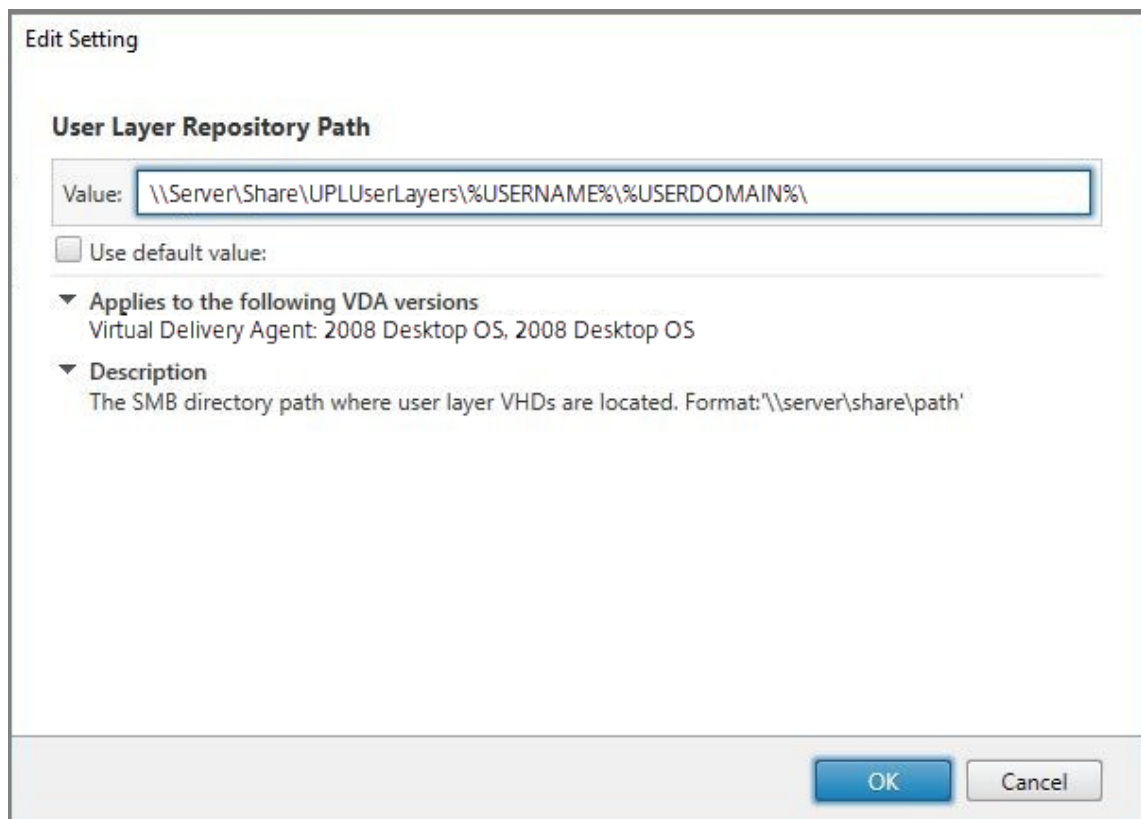 Edit Setting
User Layer Repository Path
Value: \\Server\Share\UPLUserLayers\%USERNAME%\%USERDOMAIN%\
Use default value:
Applies to the following VDA versions
Virtual Delivery Agent: 2008 Desktop OS, 2008 Desktop OS
Description
The SMB directory path where user layer VHDs are located. Format:'\\server\share\path'
OK Cancel